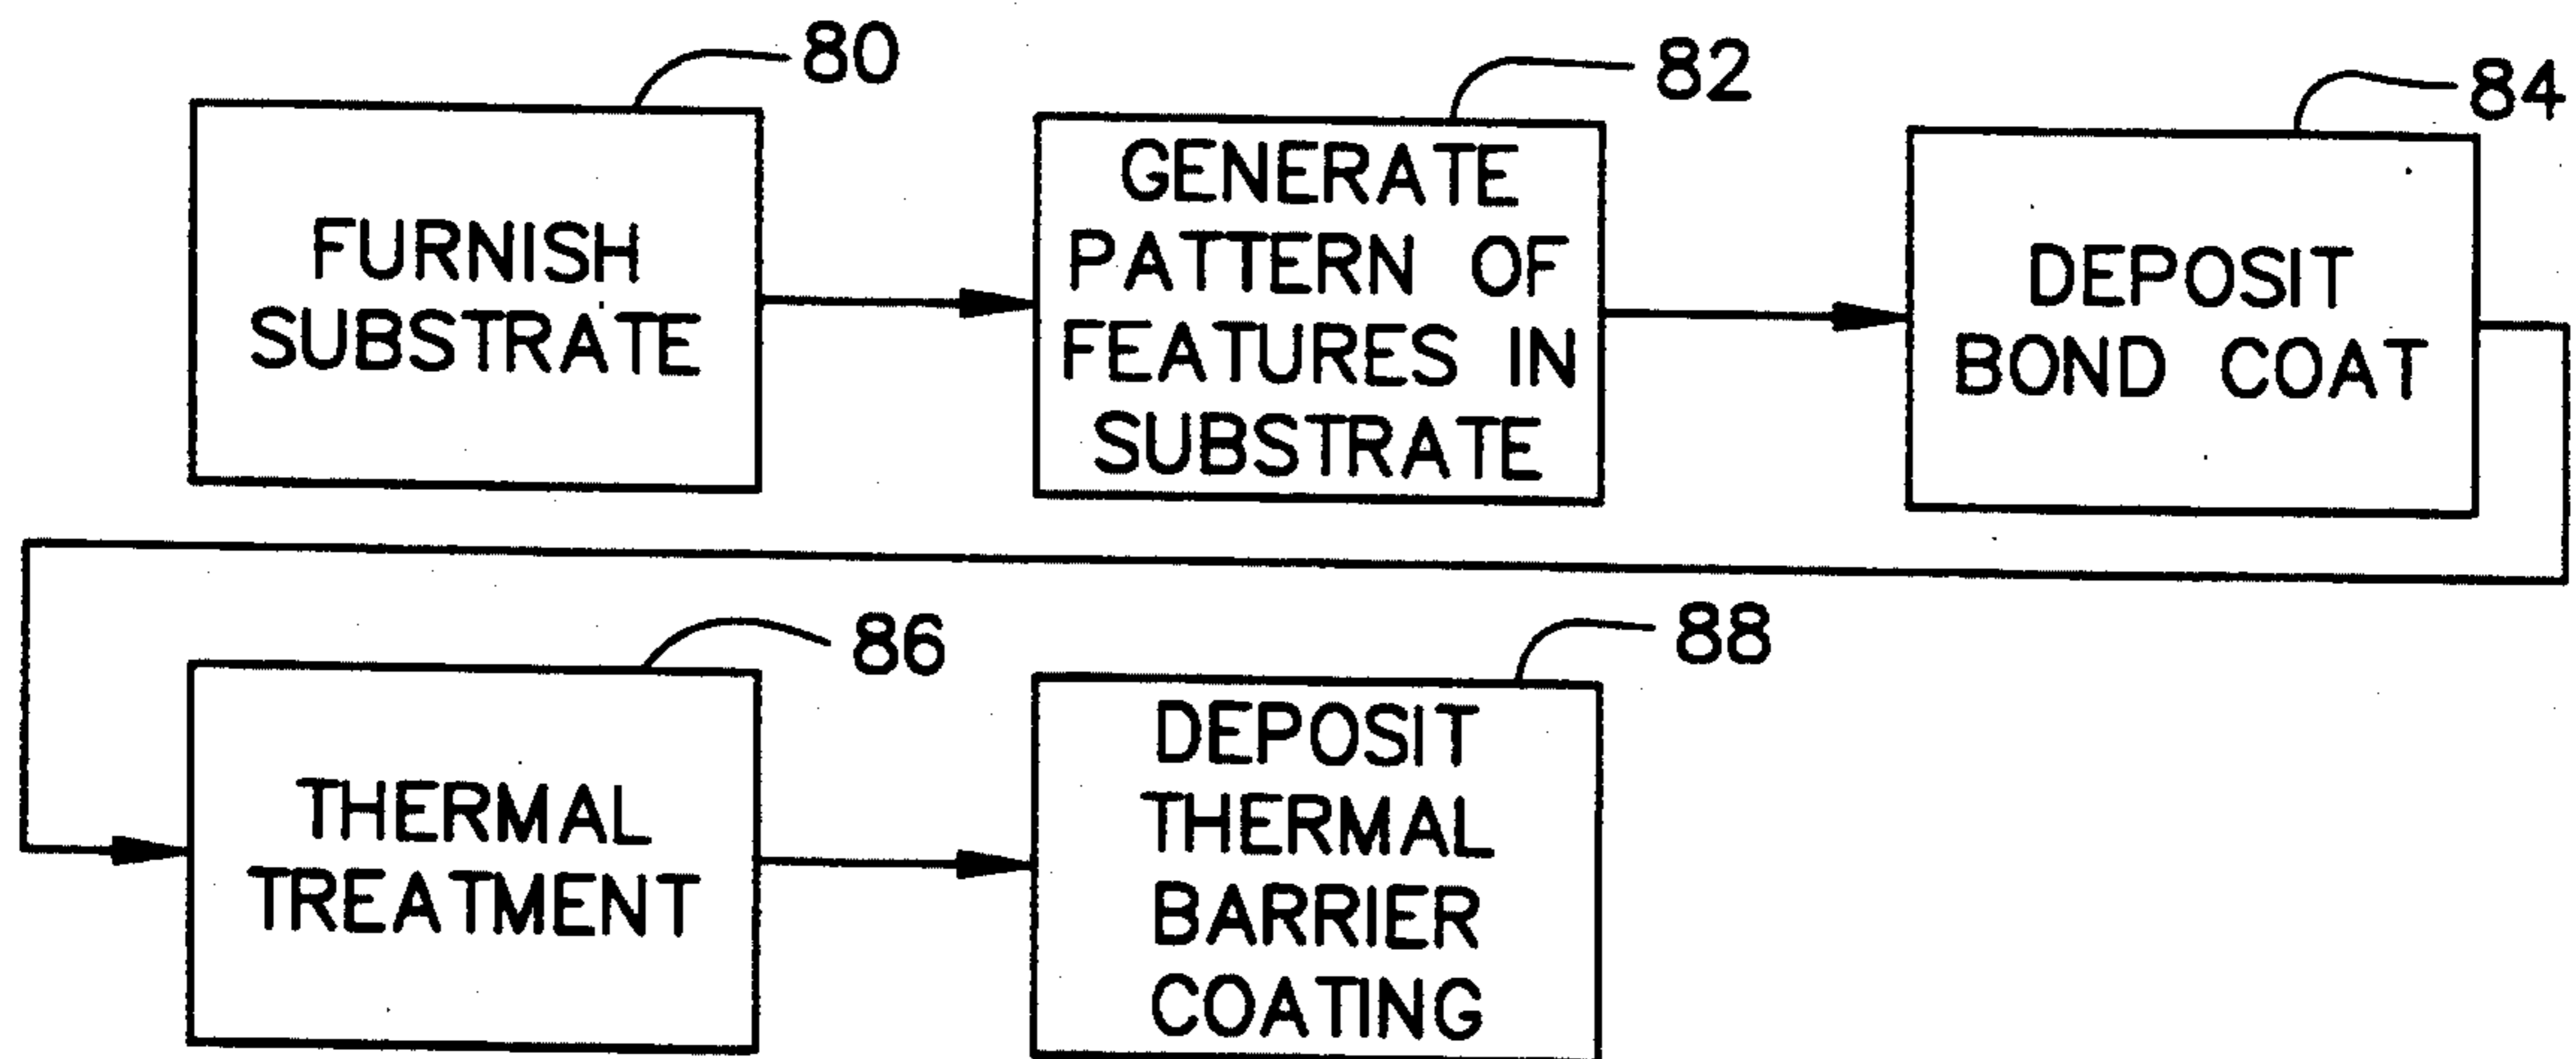 80
FURNISH
SUBSTRATE
82
GENERATE
PATTERN OF
FEATURES IN
SUBSTRATE
84
DEPOSIT
BOND COAT
86
THERMAL
TREATMENT
88
DEPOSIT
THERMAL
BARRIER
COATING